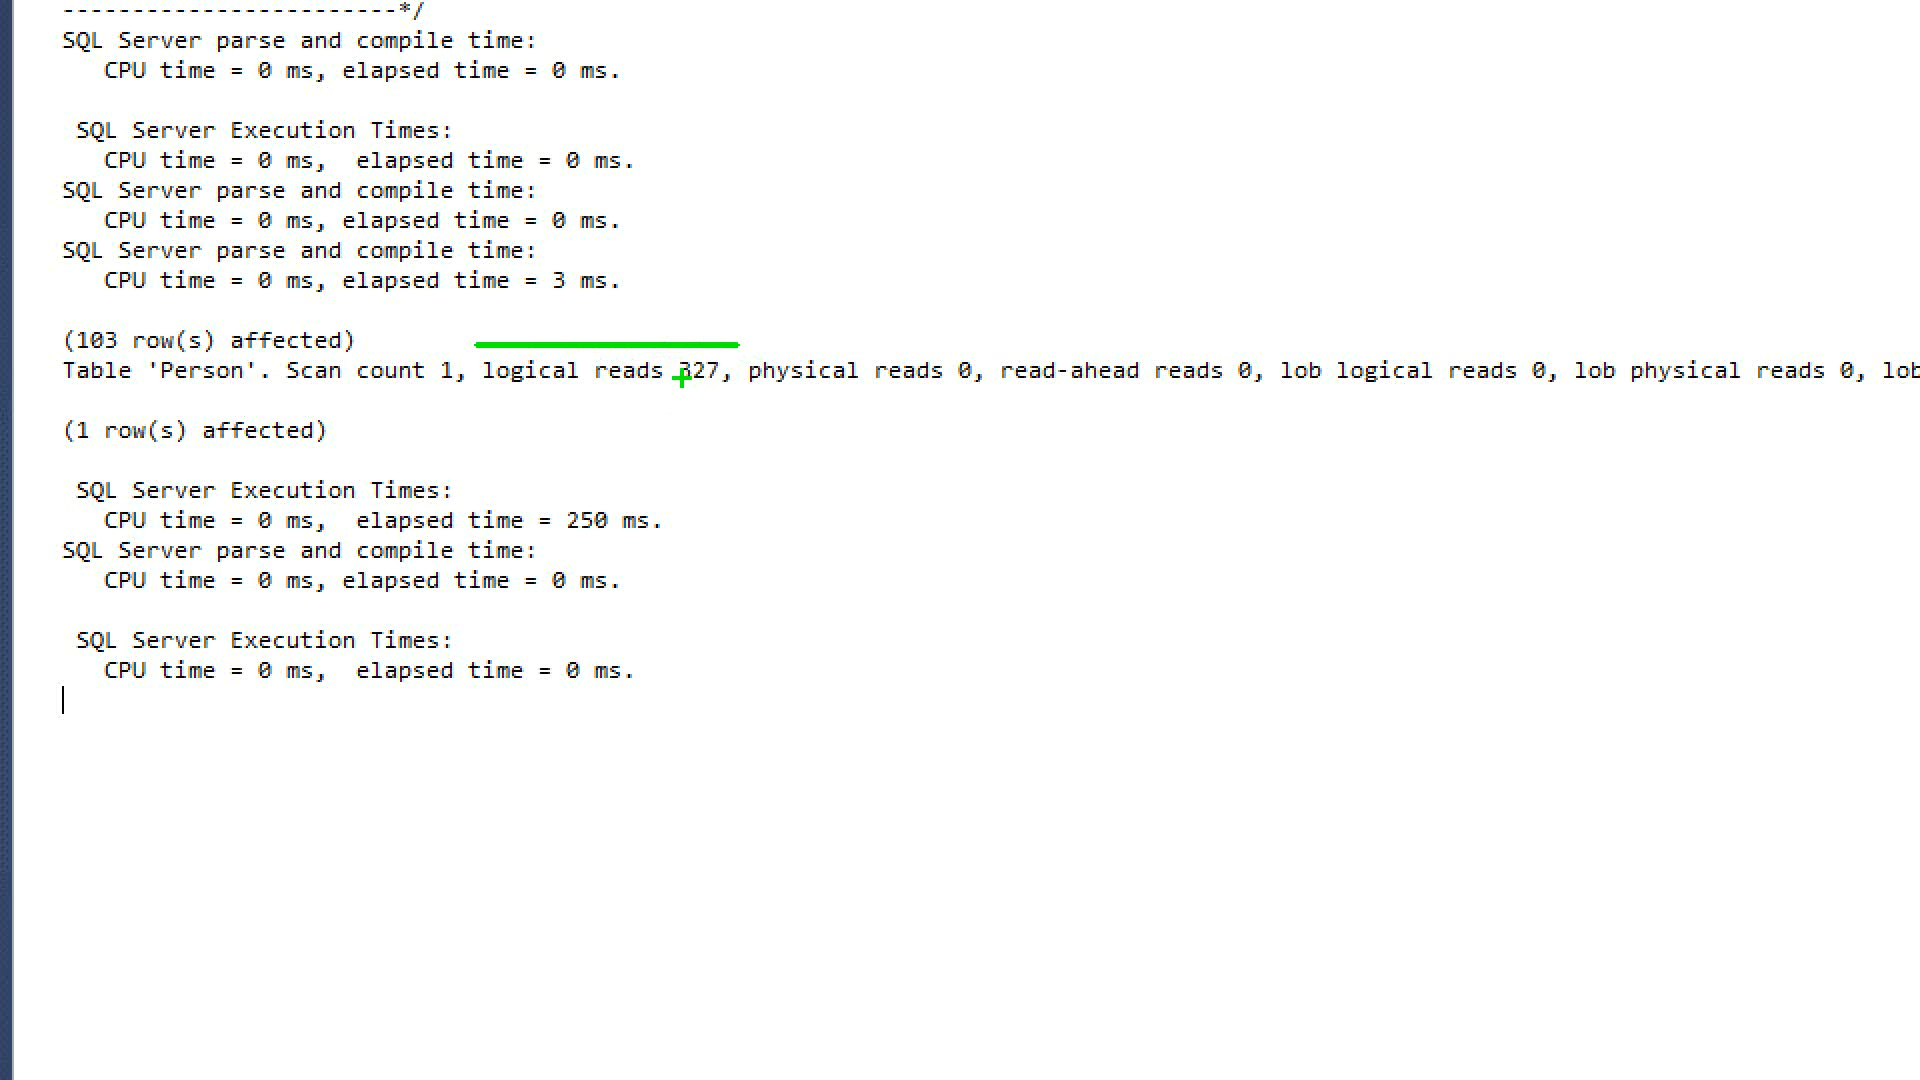 ------------------------*/
SQL Server parse and compile time:
CPU time = 0 ms, elapsed time = 0 ms.
SQL Server Execution Times:
CPU time = 0 ms,  elapsed time = 0 ms.
SQL Server parse and compile time:
CPU time = 0 ms, elapsed time = 0 ms.
SQL Server parse and compile time:
CPU time = 0 ms, elapsed time = 3 ms.
(103 row(s) affected)
Table 'Person'. Scan count 1, logical reads 327, physical reads 0, read-ahead reads 0, lob logical reads 0, lob physical reads 0, lob
(1 row(s) affected)
SQL Server Execution Times:
CPU time = 0 ms,  elapsed time = 250 ms.
SQL Server parse and compile time:
CPU time = 0 ms, elapsed time = 0 ms.
SQL Server Execution Times:
CPU time = 0 ms,  elapsed time = 0 ms.